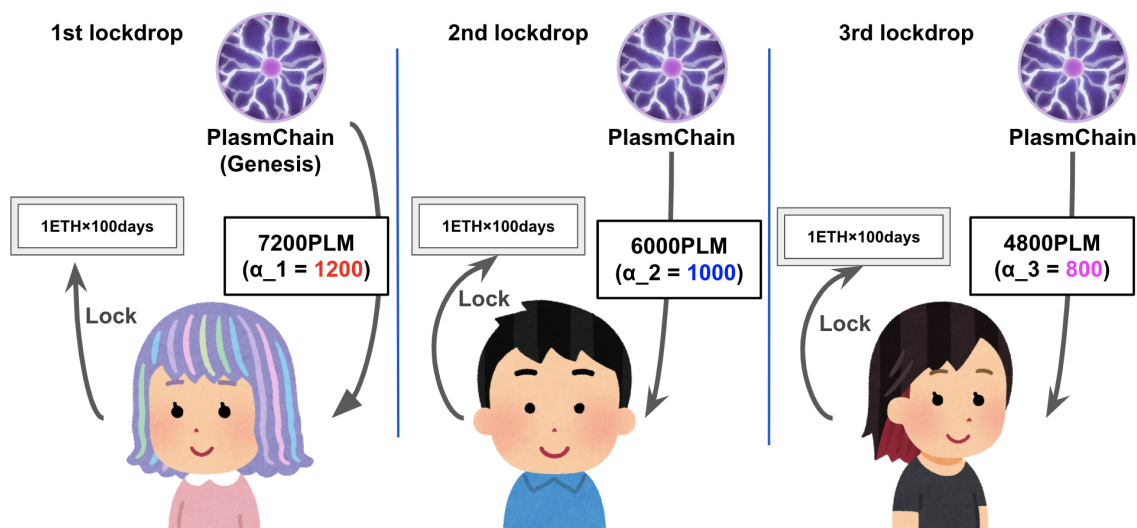 1st lockdrop
PlasmChain
(Genesis)
1ETH×100days
7200PLM
(α_1 = 1200)
Lock
2nd lockdrop
PlasmChain
1ETH×100days
6000PLM
(α_2 = 1000)
Lock
3rd lockdrop
PlasmChain
1ETH×100days
4800PLM
(α_3 = 800)
Lock